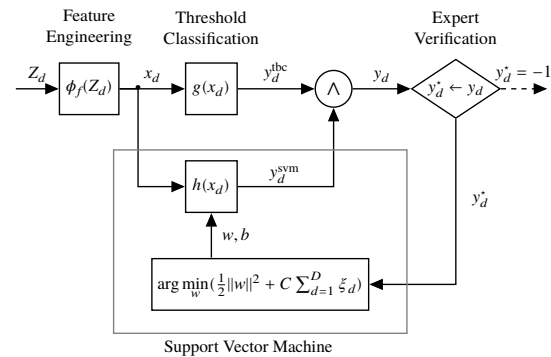 Feature Engineering
Threshold Classification
Expert Verification
Z_d
ϕ_f(Z_d)
x_d
g(x_d)
y_d^tbc
∧
y_d
y_d^⋆ ← y_d
y_d^⋆ = −1
h(x_d)
y_d^svm
w, b
y_d^⋆
arg min_w (½||w||² + C ∑_{d=1}^D ξ_d)
Support Vector Machine